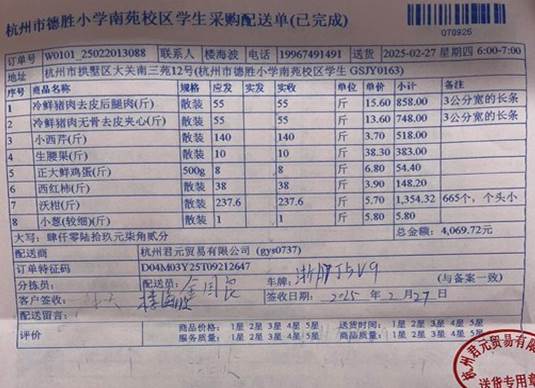 杭州市德胜小学南苑校区学生采购配送单(已完成)
070926
订单号 W0101_25022013088 联系人 楼海波 电话 19967491491 送货 2025-02-27 星期四 6:00-7:00
地址 杭州市拱墅区大关南三苑12号(杭州市德胜小学南苑校区学生 GSJY0163)
序号 商品名称 规格 应发 实发 实收 单位 单价 小计 备注
1 冷鲜猪肉去皮后腿肉(斤) 散装 55 55 斤 15.60 858.00 3公分宽的长条
2 冷鲜猪肉无骨去皮夹心(斤) 散装 55 55 斤 13.60 748.00 3公分宽的长条
3 小西芹(斤) 散装 140 140 斤 3.70 518.00
4 生腰果(斤) 散装 10 10 斤 38.30 383.00
5 正大鲜鸡蛋(斤) 500g 8 8 斤 6.80 54.40
6 西红柿(斤) 散装 38 38 斤 3.90 148.20
7 沃柑(斤) 散装 237.6 237.6 斤 5.70 1,354.32 665个，个头小
8 小葱(较细)(斤) 散装 1 1 斤 5.80 5.80
大写: 肆仟零陆拾玖元柒角贰分 总金额: 4,069.72元
配送商 杭州君元贸易有限公司 (gys0737)
订单特征码 D04M03Y25T09212647
分拣员: 配送员: 车牌: (与备案一致)
客户签收: 签收日期: 2025年2月27日
配送留言:
评价 商品价格: 1星 2星 3星 4星 5星 送货时间: 1星 2星 3星 4星 5星
服务质量: 1星 2星 3星 4星 5星 商品质量: 1星 2星 3星 4星 5星
杭州君元贸易有限
送货专用章